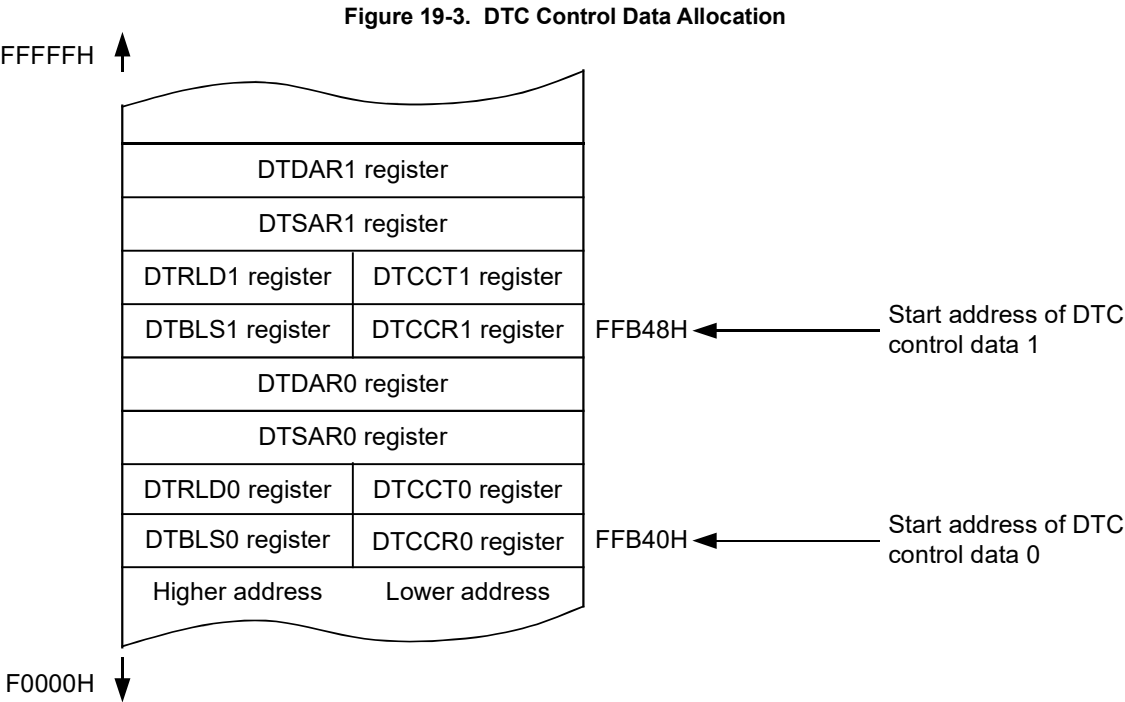 Figure 19-3. DTC Control Data Allocation
FFFFFH
DTDAR1 register
DTSAR1 register
DTRLD1 register DTCCT1 register
DTBLS1 register DTCCR1 register FFB48H Start address of DTC
control data 1
DTDAR0 register
DTSAR0 register
DTRLD0 register DTCCT0 register
DTBLS0 register DTCCR0 register FFB40H Start address of DTC
control data 0
Higher address Lower address
F0000H